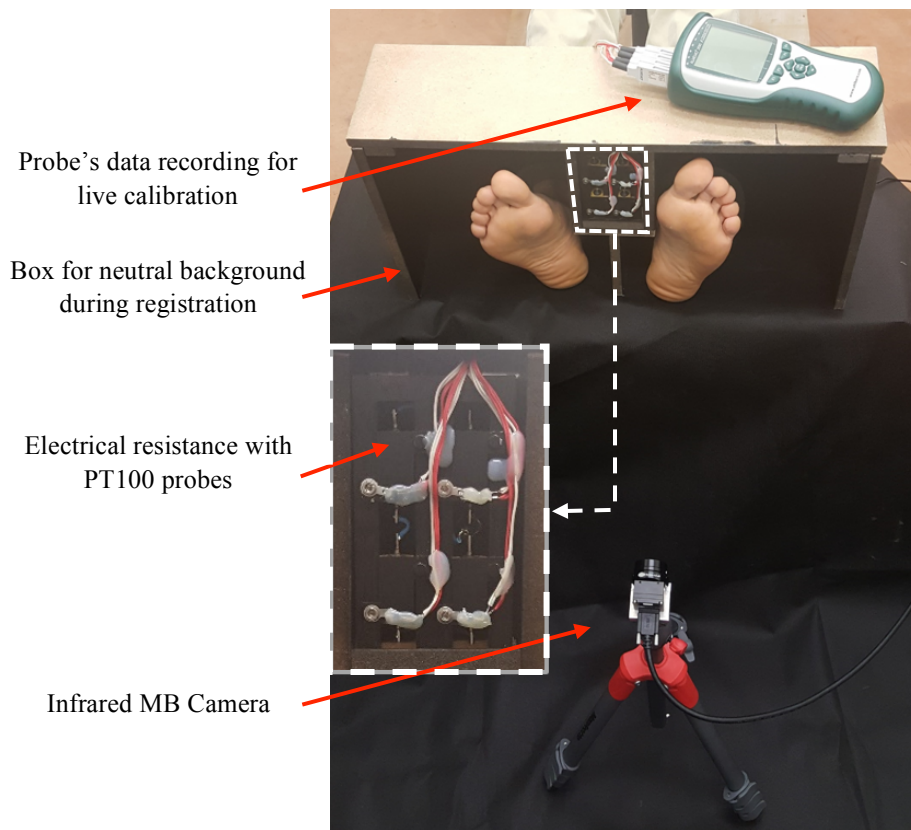 Probe's data recording for
live calibration
Box for neutral background
during registration
Electrical resistance with
PT100 probes
Infrared MB Camera